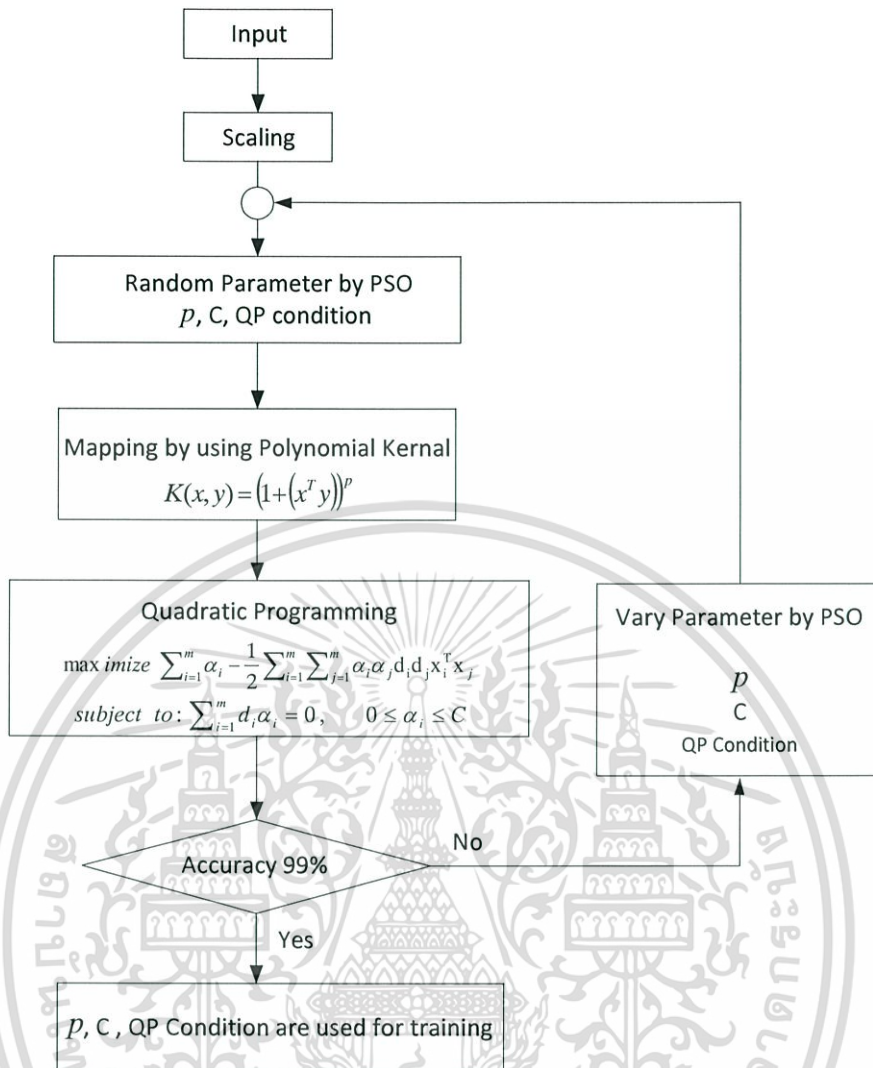 Input
Scaling
Random Parameter by PSO
p, C, QP condition
Mapping by using Polynomial Kernal
K(x, y) = (1+(x^T y))^p
Quadratic Programming
max imize ∑_{i=1}^{m} α_i − 1/2 ∑_{i=1}^{m} ∑_{j=1}^{m} α_i α_j d_i d_j x_i^T x_j
subject to: ∑_{i=1}^{m} d_i α_i = 0, 0 ≤ α_i ≤ C
Vary Parameter by PSO
p
C
QP Condition
Accuracy 99%
No
Yes
p, C , QP Condition are used for training